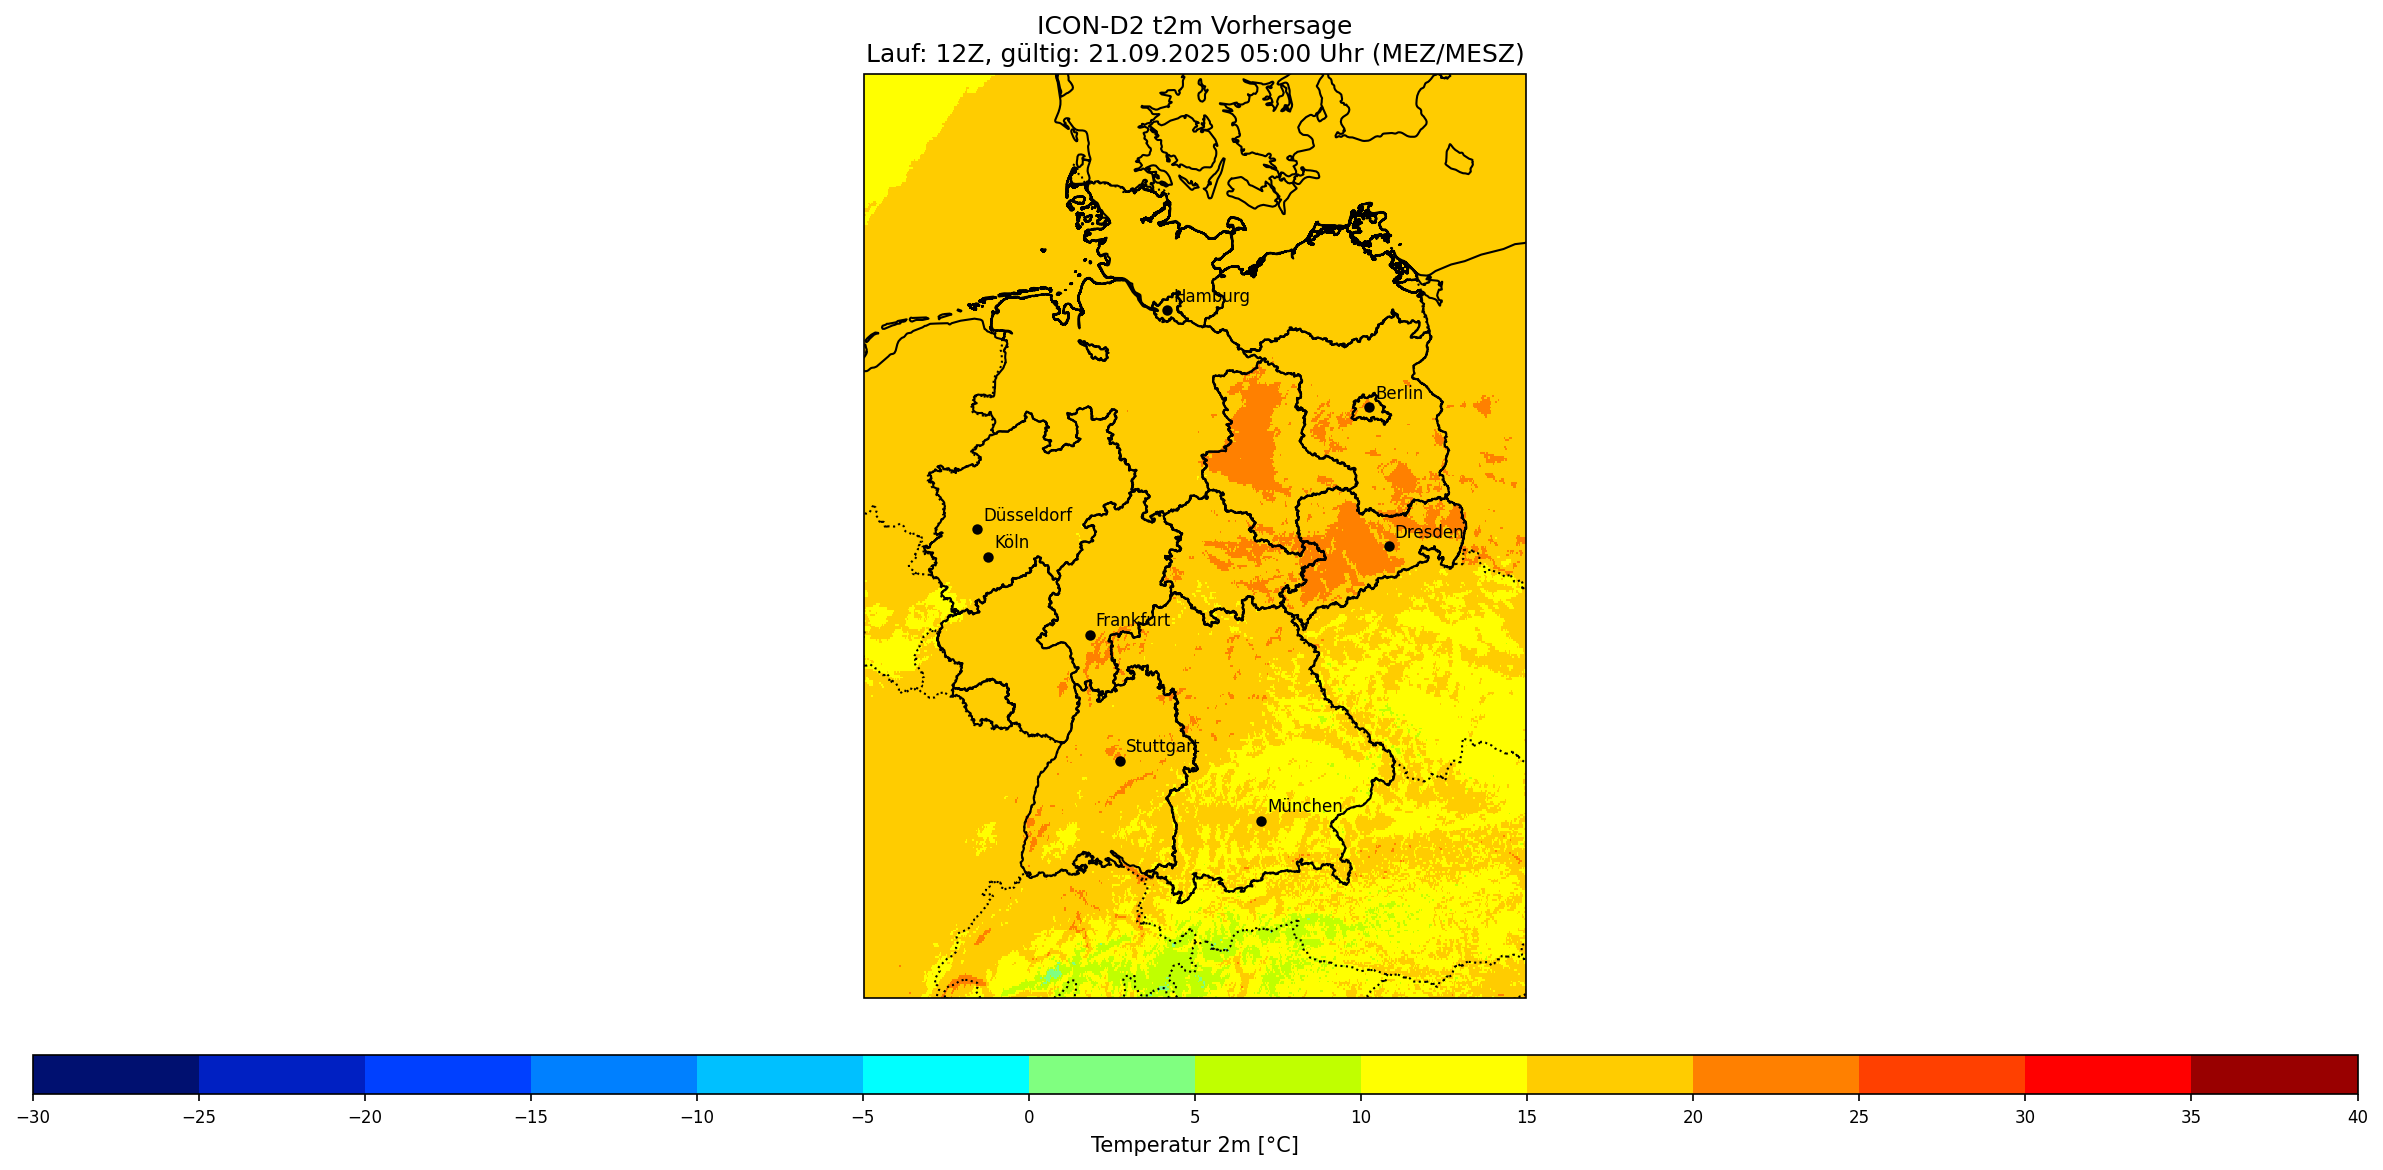 ICON-D2 t2m Vorhersage
Lauf: 12Z, gültig: 21.09.2025 05:00 Uhr (MEZ/MESZ)
Hamburg
Berlin
Düsseldorf
Köln
Dresden
Frankfurt
Stuttgart
München
−30 −25 −20 −15 −10 −5 0 5 10 15 20 25 30 35 40
Temperatur 2m [°C]